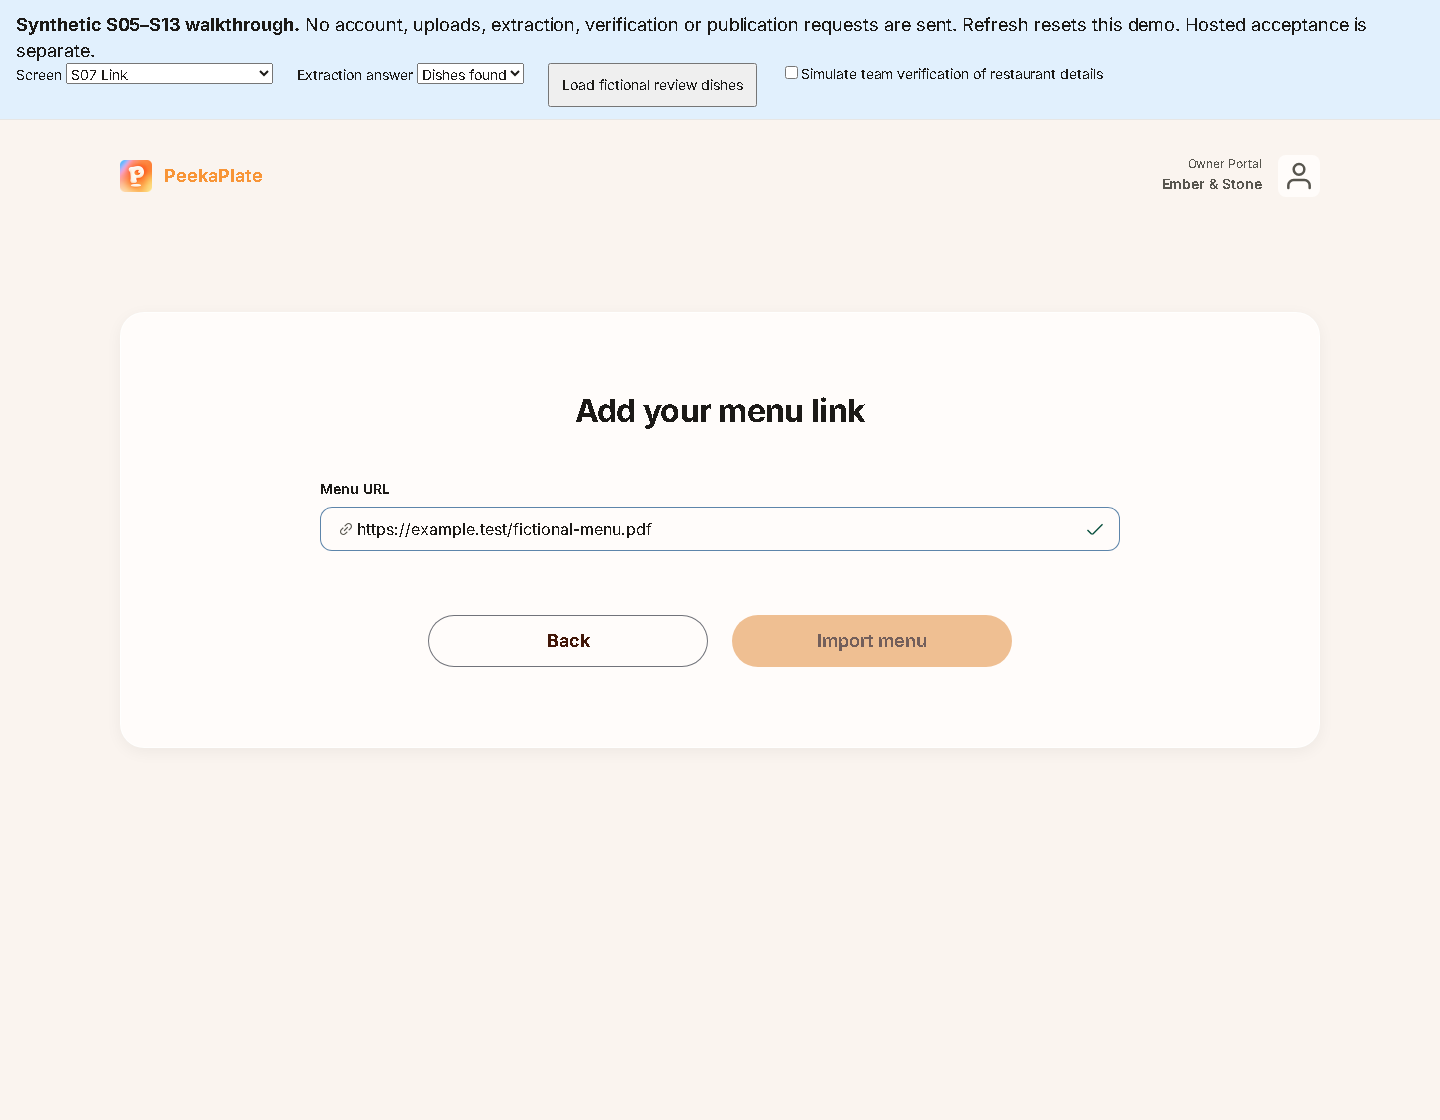 Synthetic S05–S13 walkthrough. No account, uploads, extraction, verification or publication requests are sent. Refresh resets this demo. Hosted acceptance is
separate.
Screen S07 Link Extraction answer Dishes found Load fictional review dishes Simulate team verification of restaurant details
PeekaPlate
Owner Portal
Ember & Stone
Add your menu link
Menu URL
https://example.test/fictional-menu.pdf
Back Import menu